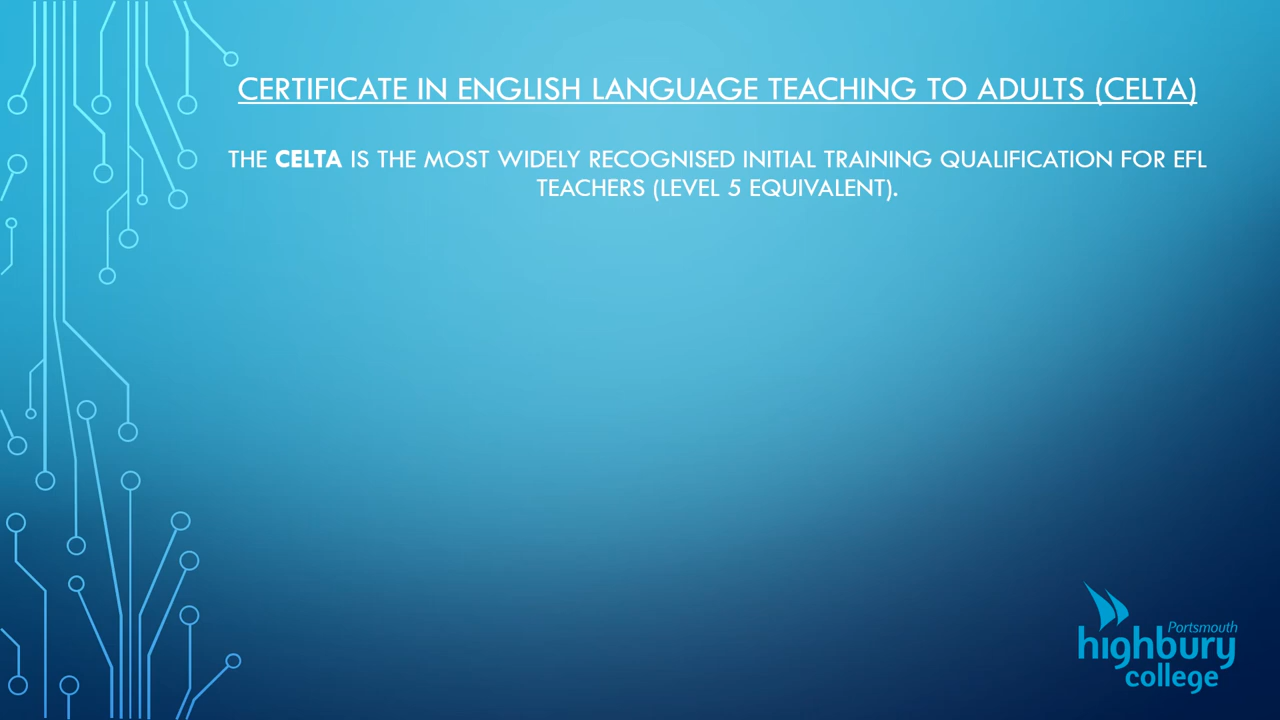 CERTIFICATE IN ENGLISH LANGUAGE TEACHING TO ADULTS (CELTA)
THE CELTA IS THE MOST WIDELY RECOGNISED INITIAL TRAINING QUALIFICATION FOR EFL
TEACHERS (LEVEL 5 EQUIVALENT).
Portsmouth
highbury
college